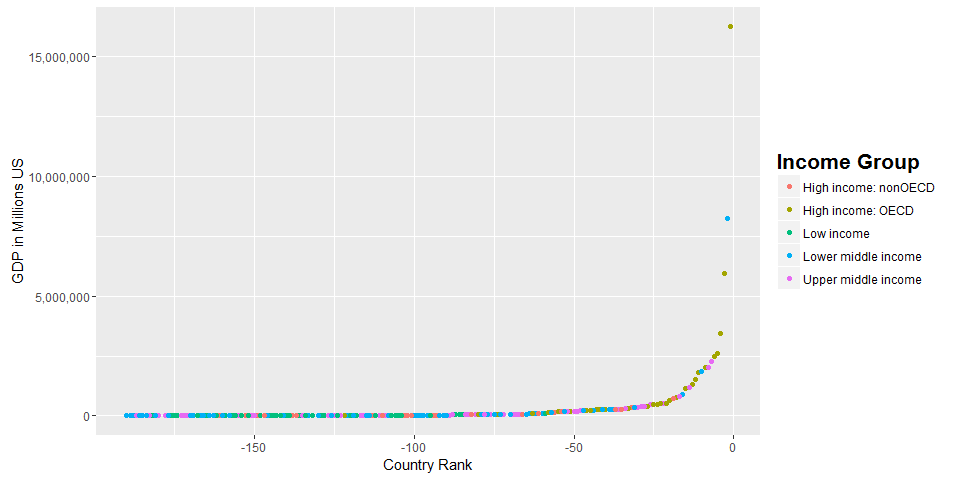 15,000,000
10,000,000
5,000,000
0
GDP in Millions US
-150
-100
-50
0
Country Rank
Income Group
High income: nonOECD
High income: OECD
Low income
Lower middle income
Upper middle income